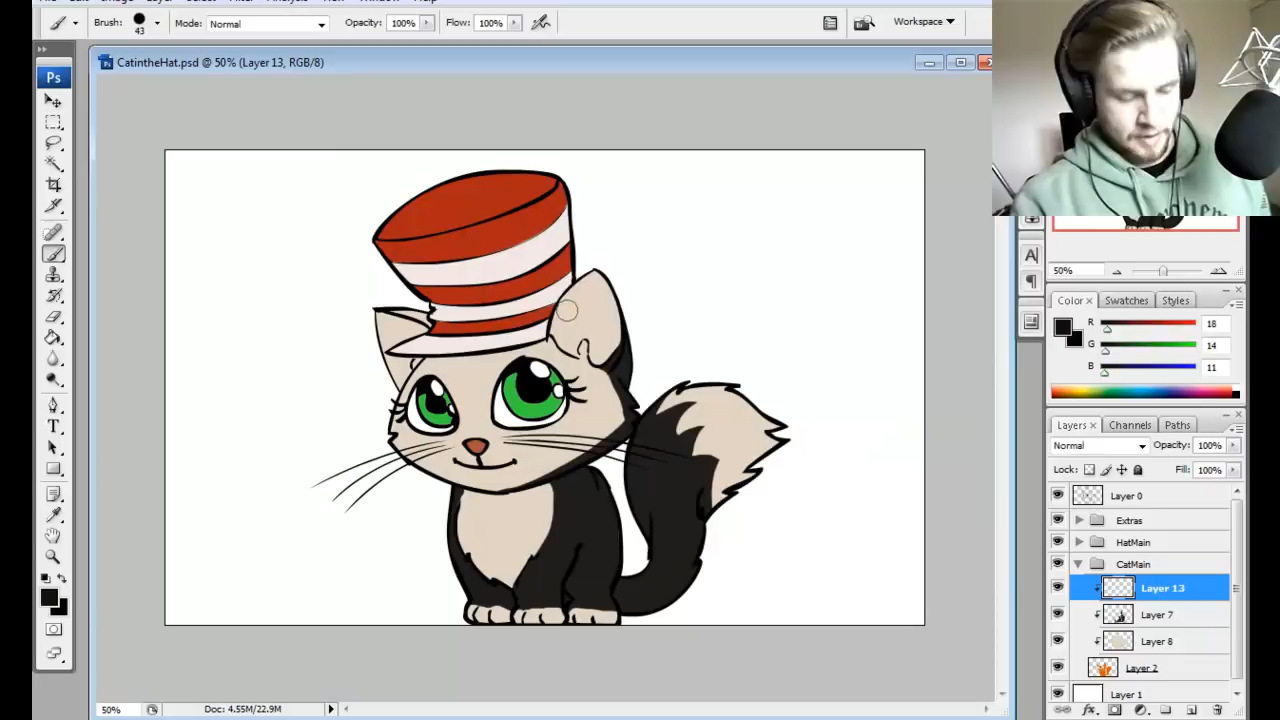 Brush: 43 Mode: Normal Opacity: 100% Flow: 100% Workspace
Ps
CatintheHat.psd @ 50% (Layer 13, RGB/8)
50%
Color Swatches Styles
R 18
G 14
B 11
Layers Channels Paths
Normal Opacity: 100%
Lock: Fill: 100%
Layer 0
Extras
HatMain
CatMain
Layer 13
Layer 7
Layer 8
Layer 2
Layer 1
50% Doc: 4.55M/22.9M